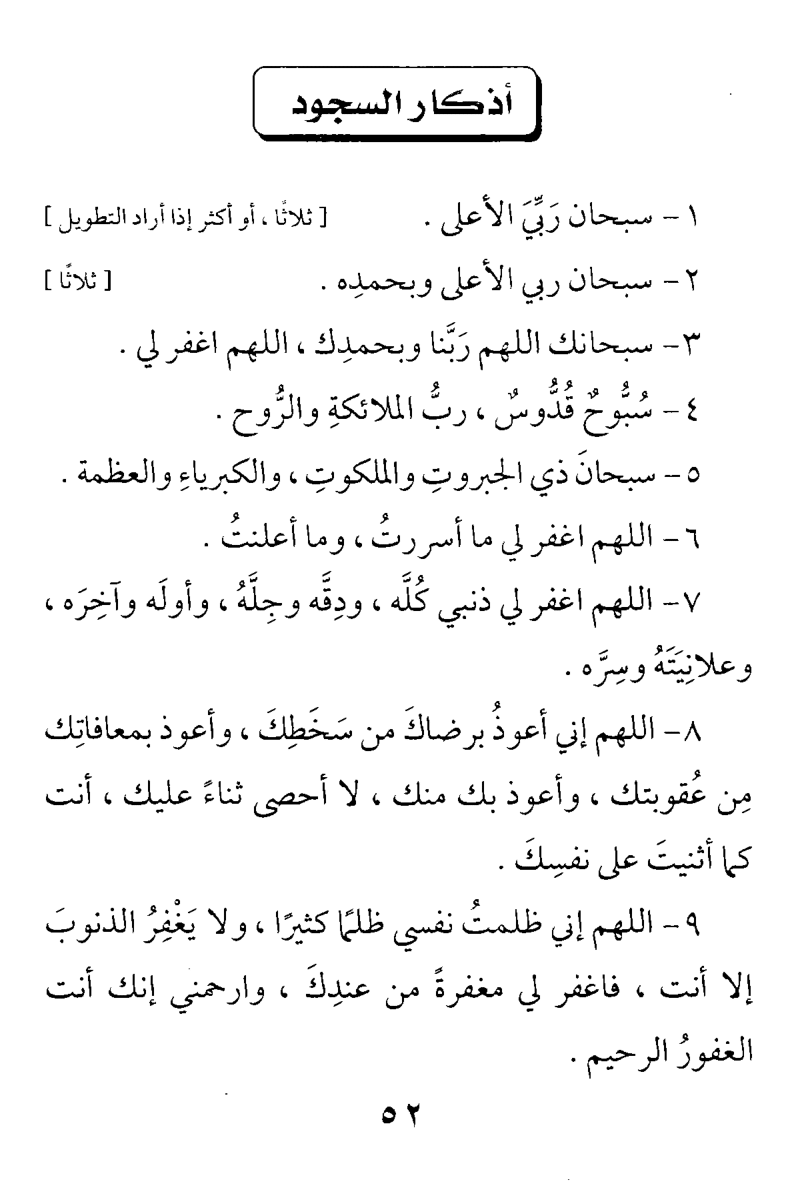 أذكار السجود
١ – سبحان رَبِّيَ الأعلى . [ ثلاثًا ، أو أكثر إذا أراد التطويل ]
٢ – سبحان ربي الأعلى وبحمدِه . [ ثلاثًا ]
٣ – سبحانك اللهم رَبَّنا وبحمدِك ، اللهم اغفر لي .
٤ – سُبُّوحٌ قُدُّوسٌ ، ربُّ الملائكةِ والرُّوح .
٥ – سبحانَ ذي الجبروتِ والملكوتِ ، والكبرياءِ والعظمة .
٦ – اللهم اغفر لي ما أسررتُ ، وما أعلنتُ .
٧ – اللهم اغفر لي ذنبي كُلَّه ، ودِقَّه وجِلَّهُ ، وأولَه وآخِرَه ،
وعلانِيَتَهُ وسِرَّه .
٨ – اللهم إني أعوذُ برضاكَ من سَخَطِكَ ، وأعوذ بمعافاتِك
مِن عُقوبتك ، وأعوذ بك منك ، لا أحصى ثناءً عليك ، أنت
كما أثنيتَ على نفسِكَ .
٩ – اللهم إني ظلمتُ نفسي ظلمًا كثيرًا ، ولا يَغْفِرُ الذنوبَ
إلا أنت ، فاغفر لي مغفرةً من عندِكَ ، وارحمني إنك أنت
الغفورُ الرحيم .
٥٢